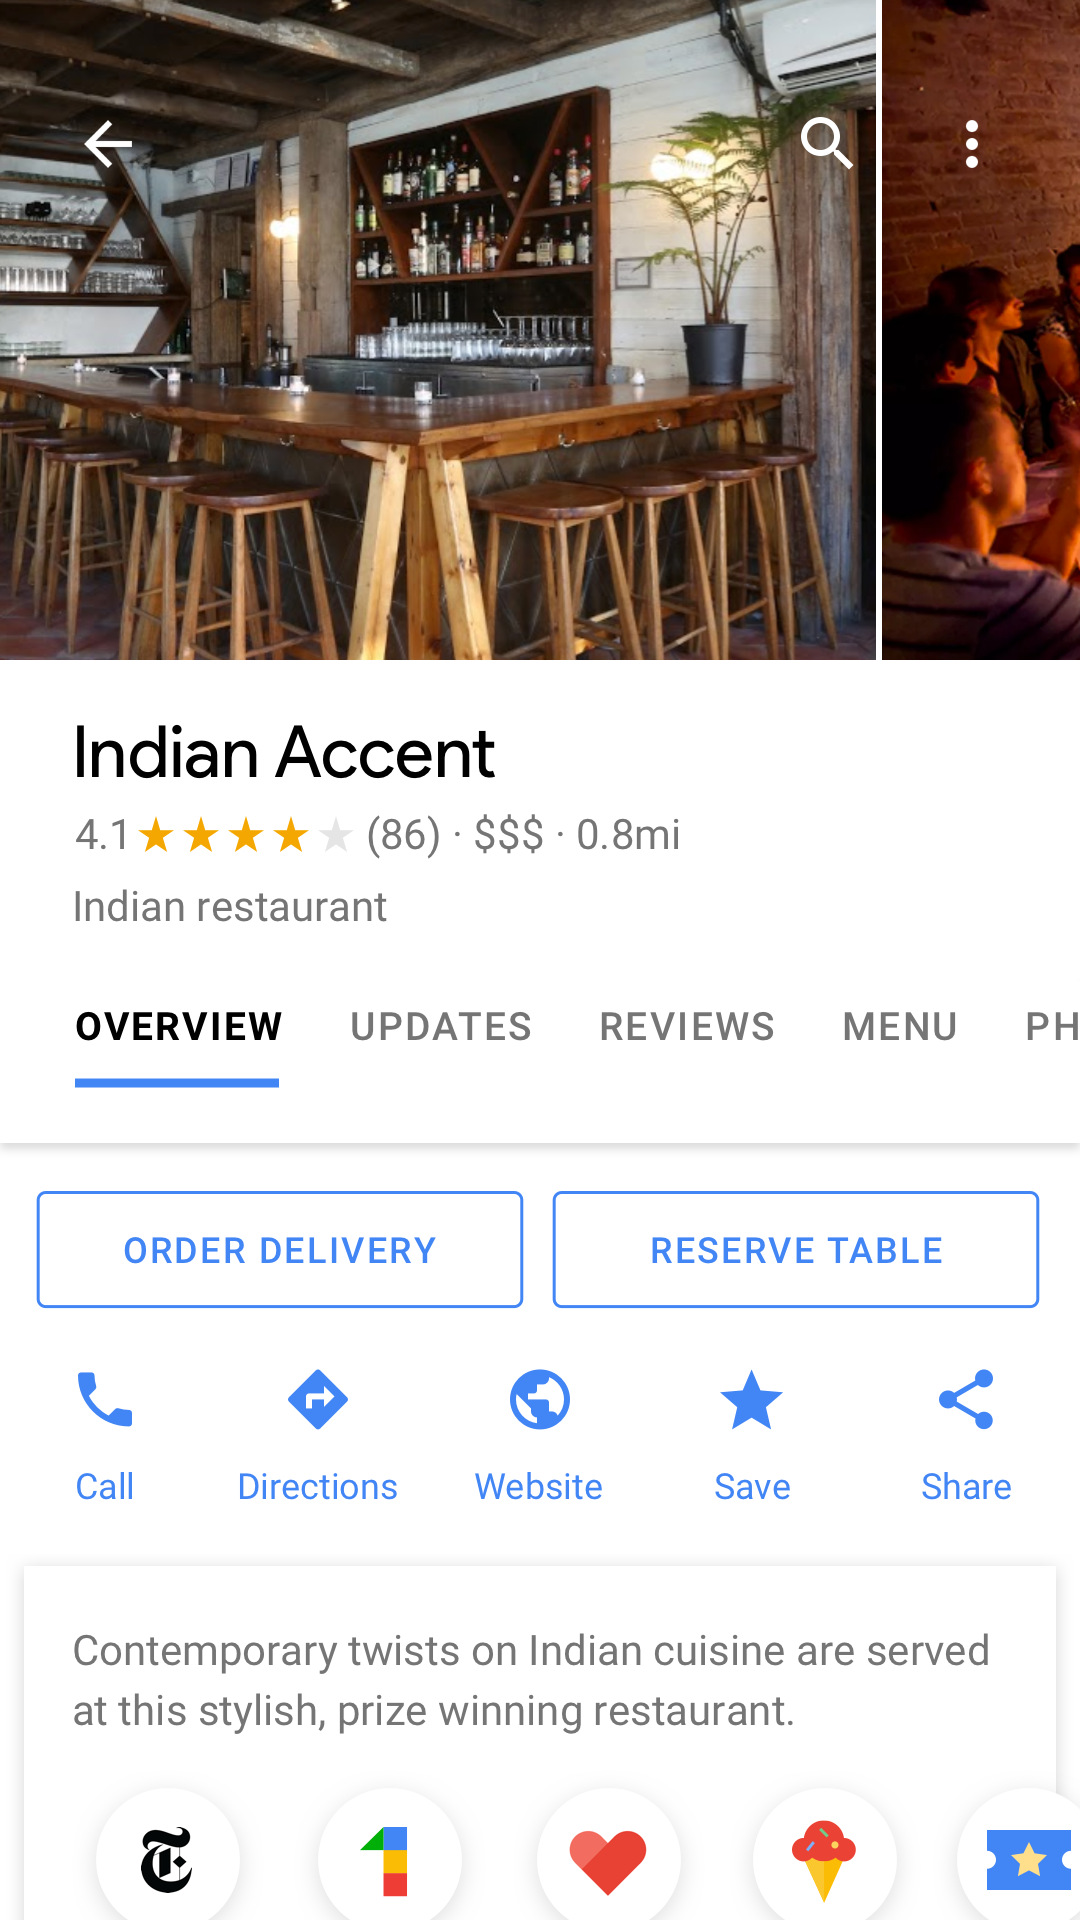 Indian Accent
4.1 (86) · $$$ · 0.8mi
Indian restaurant
OVERVIEW UPDATES REVIEWS MENU PH
ORDER DELIVERY RESERVE TABLE
Call Directions Website Save Share
Contemporary twists on Indian cuisine are served
at this stylish, prize winning restaurant.